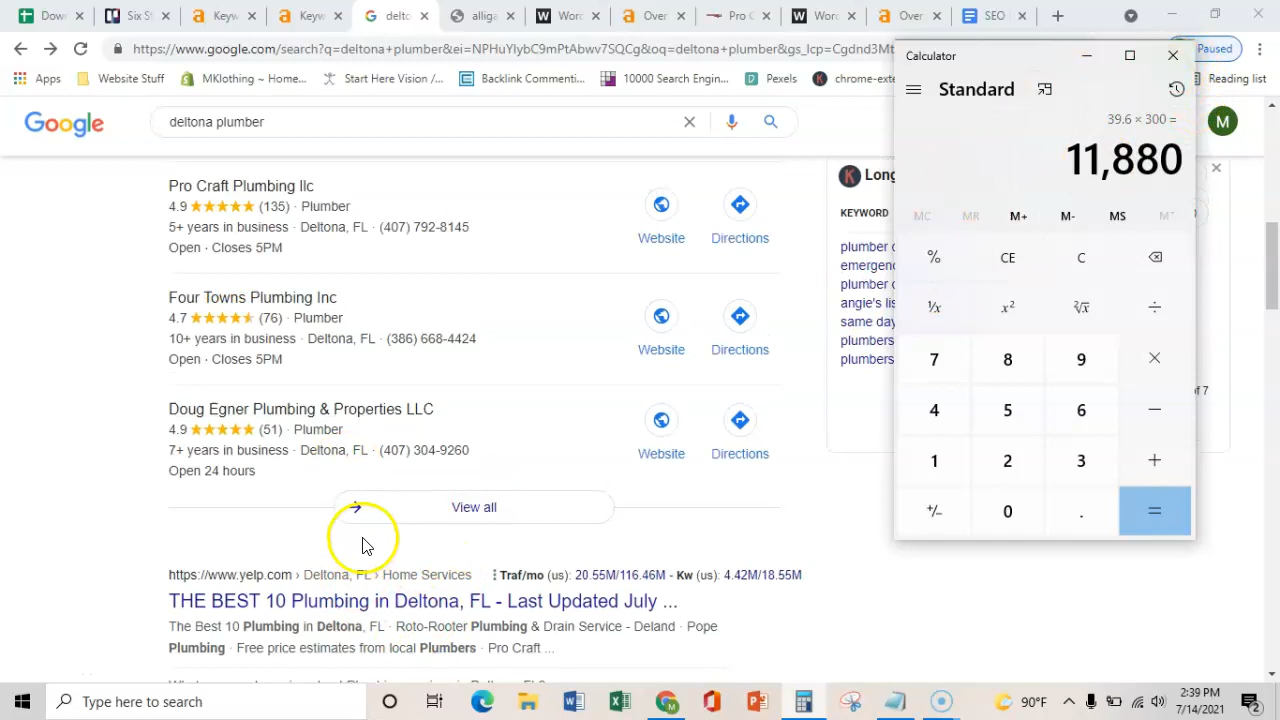 Dow
Six St
Keyw
Keyw
delto
alliga
Word
Over
Pro C
Word
Over
SEO
https://www.google.com/search?q=deltona+plumber&ei=NPHuYIybC9mPtAbwv7SQCg&oq=deltona+plumber&gs_lcp=Cgdnd3Mt
Paused
Apps
Website Stuff
MKlothing ~ Home...
Start Here Vision /...
Backlink Commenti...
10000 Search Engin...
Pexels
chrome-exte
Reading list
Google
deltona plumber
M
Pro Craft Plumbing llc
4.9 ★★★★★ (135) · Plumber
5+ years in business · Deltona, FL · (407) 792-8145
Open · Closes 5PM
Website
Directions
Four Towns Plumbing Inc
4.7 ★★★★★ (76) · Plumber
10+ years in business · Deltona, FL · (386) 668-4424
Open · Closes 5PM
Website
Directions
Doug Egner Plumbing & Properties LLC
4.9 ★★★★★ (51) · Plumber
7+ years in business · Deltona, FL · (407) 304-9260
Open 24 hours
Website
Directions
View all
https://www.yelp.com › Deltona, FL › Home Services
Traf/mo (us): 20.55M/116.46M - Kw (us): 4.42M/18.55M
THE BEST 10 Plumbing in Deltona, FL - Last Updated July ...
The Best 10 Plumbing in Deltona, FL · Roto-Rooter Plumbing & Drain Service - Deland · Pope
Plumbing · Free price estimates from local Plumbers · Pro Craft ...
K Long
KEYWORD
plumber
emergenc
plumber
angie's lis
same day
plumbers
plumbers
of 7
Calculator
Standard
39.6 × 300 =
11,880
MC MR M+ M- MS M
% CE C
¹/x x² ²√x ÷
7 8 9 ×
4 5 6 −
1 2 3 +
+/− 0 . =
Type here to search
90°F
2:39 PM
7/14/2021
2